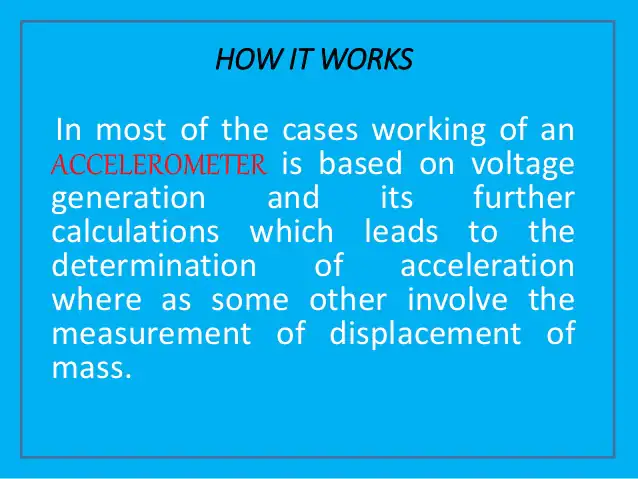 HOW IT WORKS
In most of the cases working of an
ACCELEROMETER is based on voltage
generation and its further
calculations which leads to the
determination of acceleration
where as some other involve the
measurement of displacement of
mass.